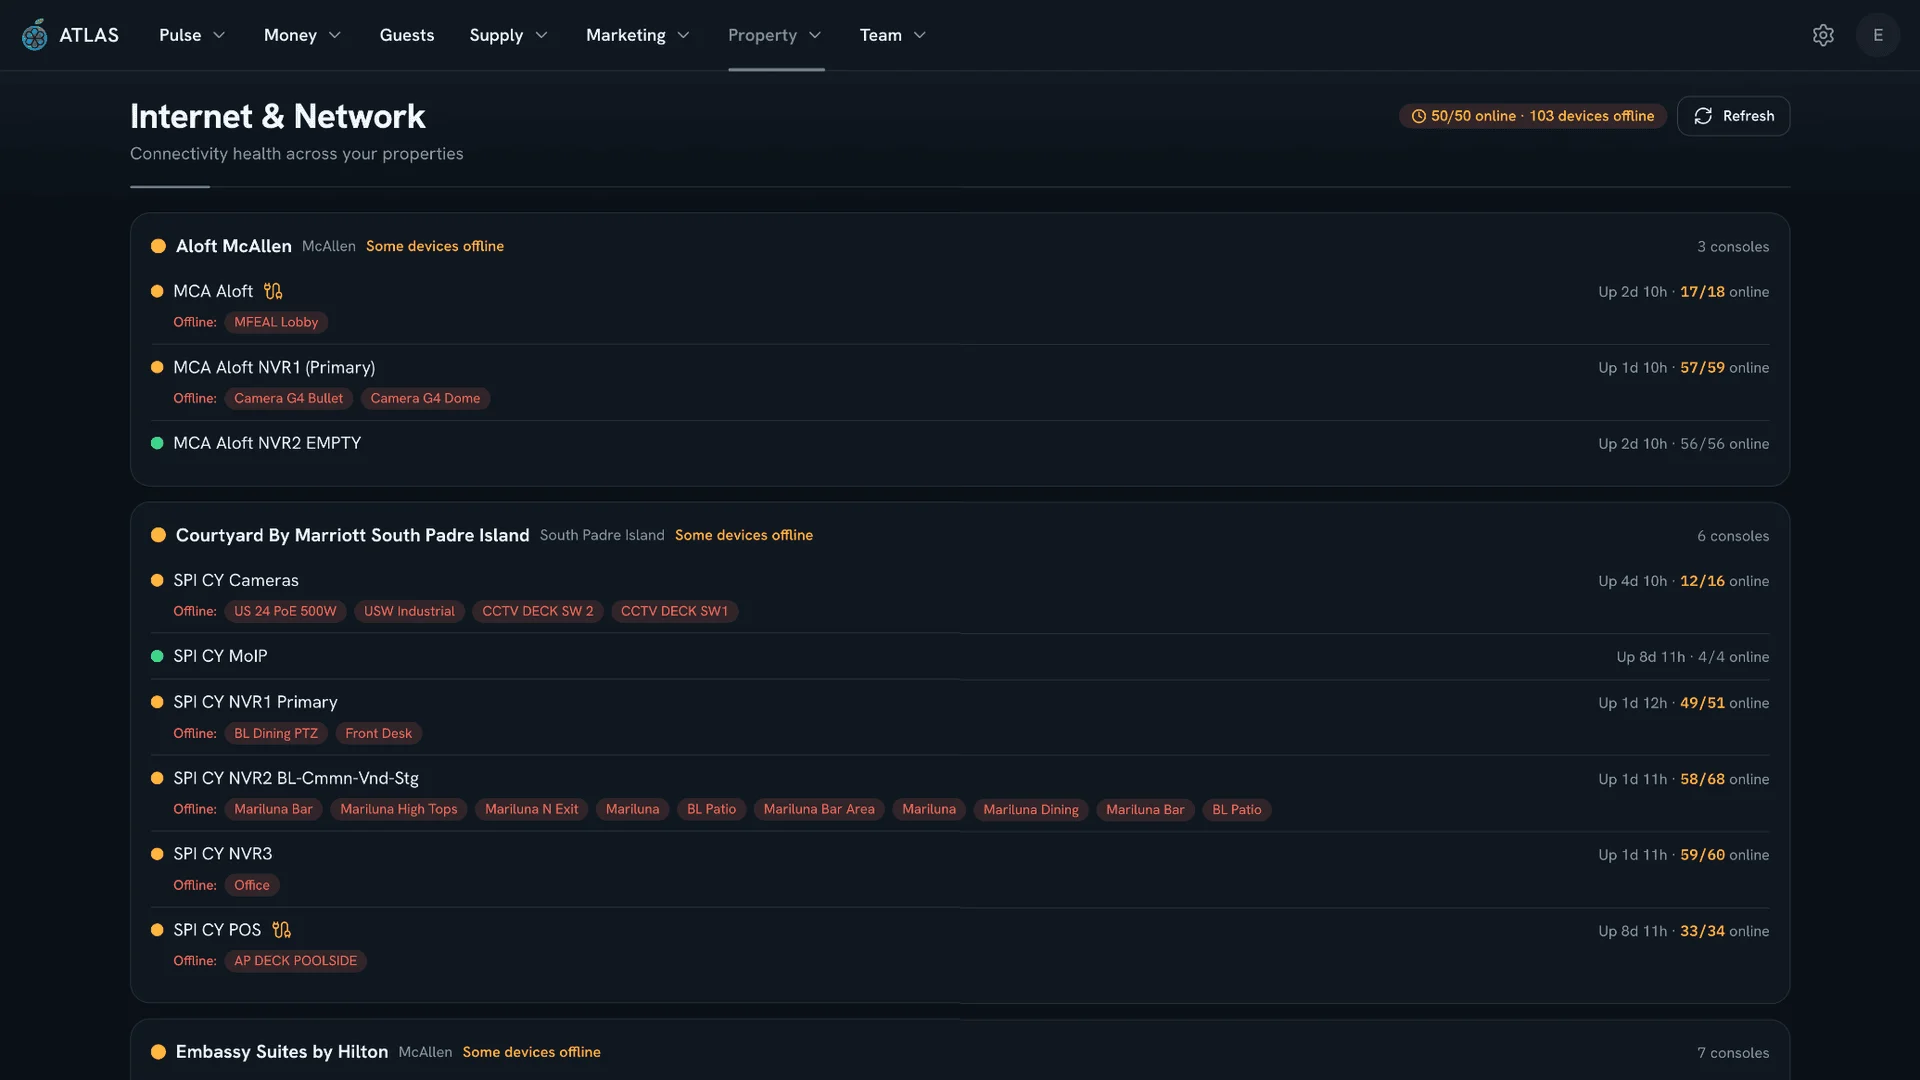 ATLAS Pulse Money Guests Supply Marketing Property Team E
Internet & Network
50/50 online · 103 devices offline Refresh
Connectivity health across your properties
Aloft McAllen McAllen Some devices offline 3 consoles
MCA Aloft Up 2d 10h · 17/18 online
Offline: MFEAL Lobby
MCA Aloft NVR1 (Primary) Up 1d 10h · 57/59 online
Offline: Camera G4 Bullet Camera G4 Dome
MCA Aloft NVR2 EMPTY Up 2d 10h · 56/56 online
Courtyard By Marriott South Padre Island South Padre Island Some devices offline 6 consoles
SPI CY Cameras Up 4d 10h · 12/16 online
Offline: US 24 PoE 500W USW Industrial CCTV DECK SW 2 CCTV DECK SW1
SPI CY MoIP Up 8d 11h · 4/4 online
SPI CY NVR1 Primary Up 1d 12h · 49/51 online
Offline: BL Dining PTZ Front Desk
SPI CY NVR2 BL-Cmmn-Vnd-Stg Up 1d 11h · 58/68 online
Offline: Mariluna Bar Mariluna High Tops Mariluna N Exit Mariluna BL Patio Mariluna Bar Area Mariluna Mariluna Dining Mariluna Bar BL Patio
SPI CY NVR3 Up 1d 11h · 59/60 online
Offline: Office
SPI CY POS Up 8d 11h · 33/34 online
Offline: AP DECK POOLSIDE
Embassy Suites by Hilton McAllen Some devices offline 7 consoles